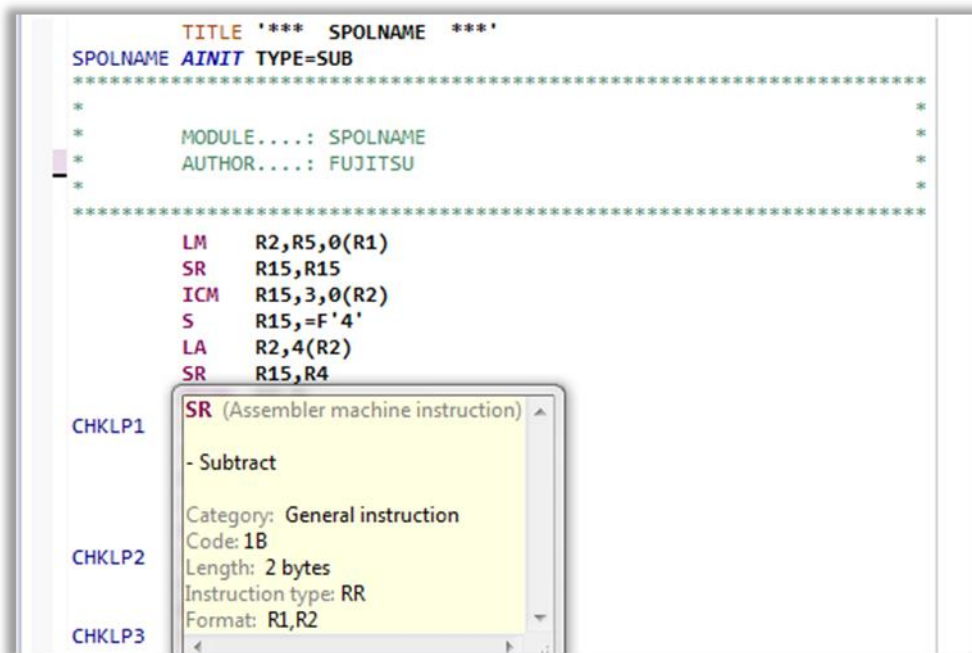 TITLE '*** SPOLNAME ***'
SPOLNAME AINIT TYPE=SUB
**********************************************************************
* *
* MODULE....: SPOLNAME *
* AUTHOR....: FUJITSU *
* *
**********************************************************************
LM R2,R5,0(R1)
SR R15,R15
ICM R15,3,0(R2)
S R15,=F'4'
LA R2,4(R2)
SR R15,R4
SR (Assembler machine instruction)
CHKLP1
- Subtract
Category: General instruction
Code: 1B
CHKLP2
Length: 2 bytes
Instruction type: RR
Format: R1,R2
CHKLP3